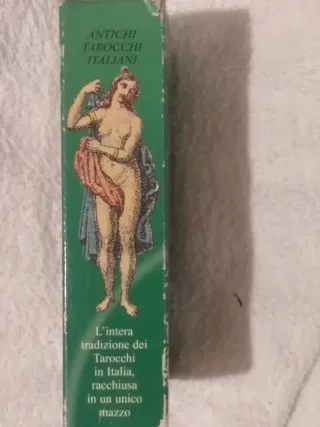 ANTICHI
TAROCCHI
ITALIANI
L'intera
tradizione dei
Tarocchi
in Italia,
racchiusa
in un unico
mazzo